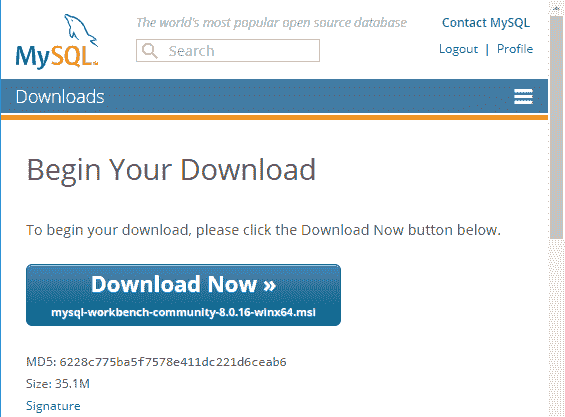 The world's most popular open source database
Contact MySQL
MySQL
Search
Logout | Profile
Downloads
Begin Your Download
To begin your download, please click the Download Now button below.
Download Now »
mysql-workbench-community-8.0.16-winx64.msi
MD5: 6228c775ba5f7578e411dc221d6ceab6
Size: 35.1M
Signature